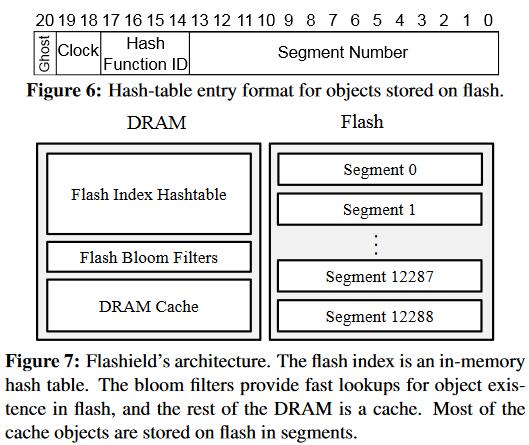 20 19 18 17 16 15 14 13 12 11 10 9 8 7 6 5 4 3 2 1 0
Ghost Clock Hash Function ID Segment Number
Figure 6: Hash-table entry format for objects stored on flash.
DRAM Flash
Flash Index Hashtable
Flash Bloom Filters
DRAM Cache
Segment 0
Segment 1
⋮
Segment 12287
Segment 12288
Figure 7: Flashield's architecture. The flash index is an in-memory
hash table. The bloom filters provide fast lookups for object exis-
tence in flash, and the rest of the DRAM is a cache. Most of the
cache objects are stored on flash in segments.